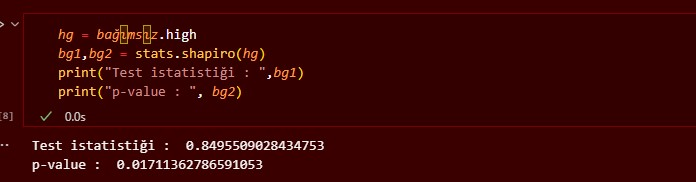 hg = bağımsız.high
bg1,bg2 = stats.shapiro(hg)
print("Test istatistiği : ",bg1)
print("p-value : ", bg2)
[8]
0.0s
Test istatistiği :  0.8495509028434753
p-value :  0.01711362786591053